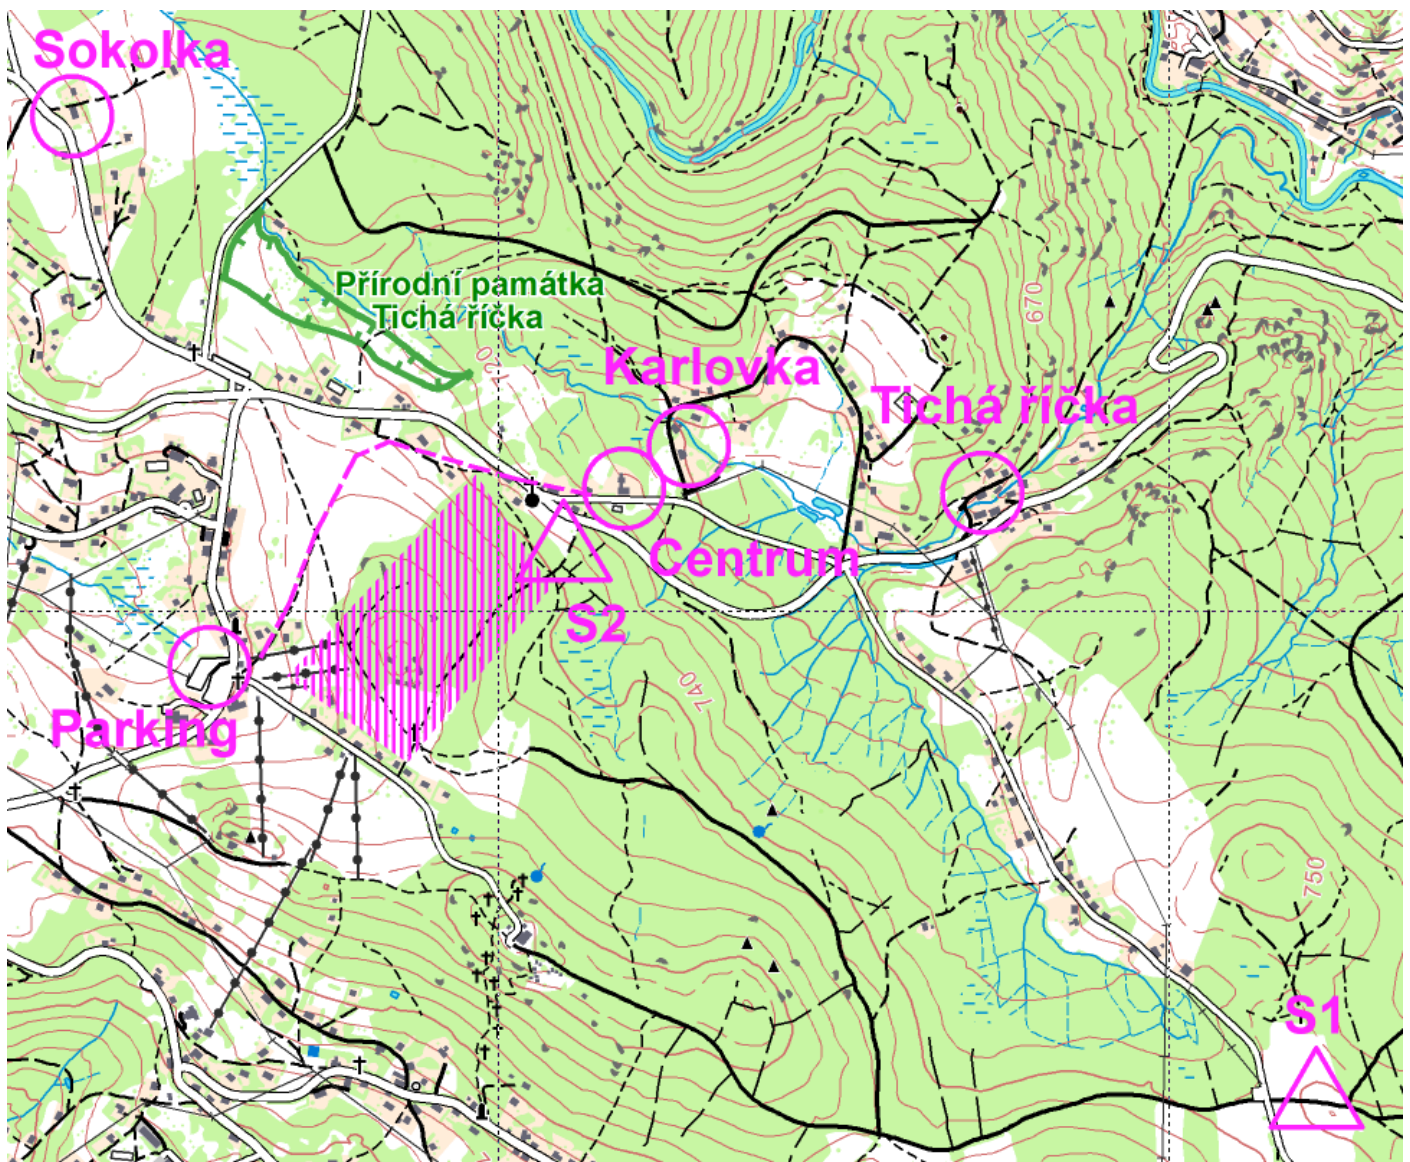 Sokolka
Přírodní památka
Tichá říčka
670
Karlovka
Tichá říčka
Centrum
S2
740
Parking
750
S1